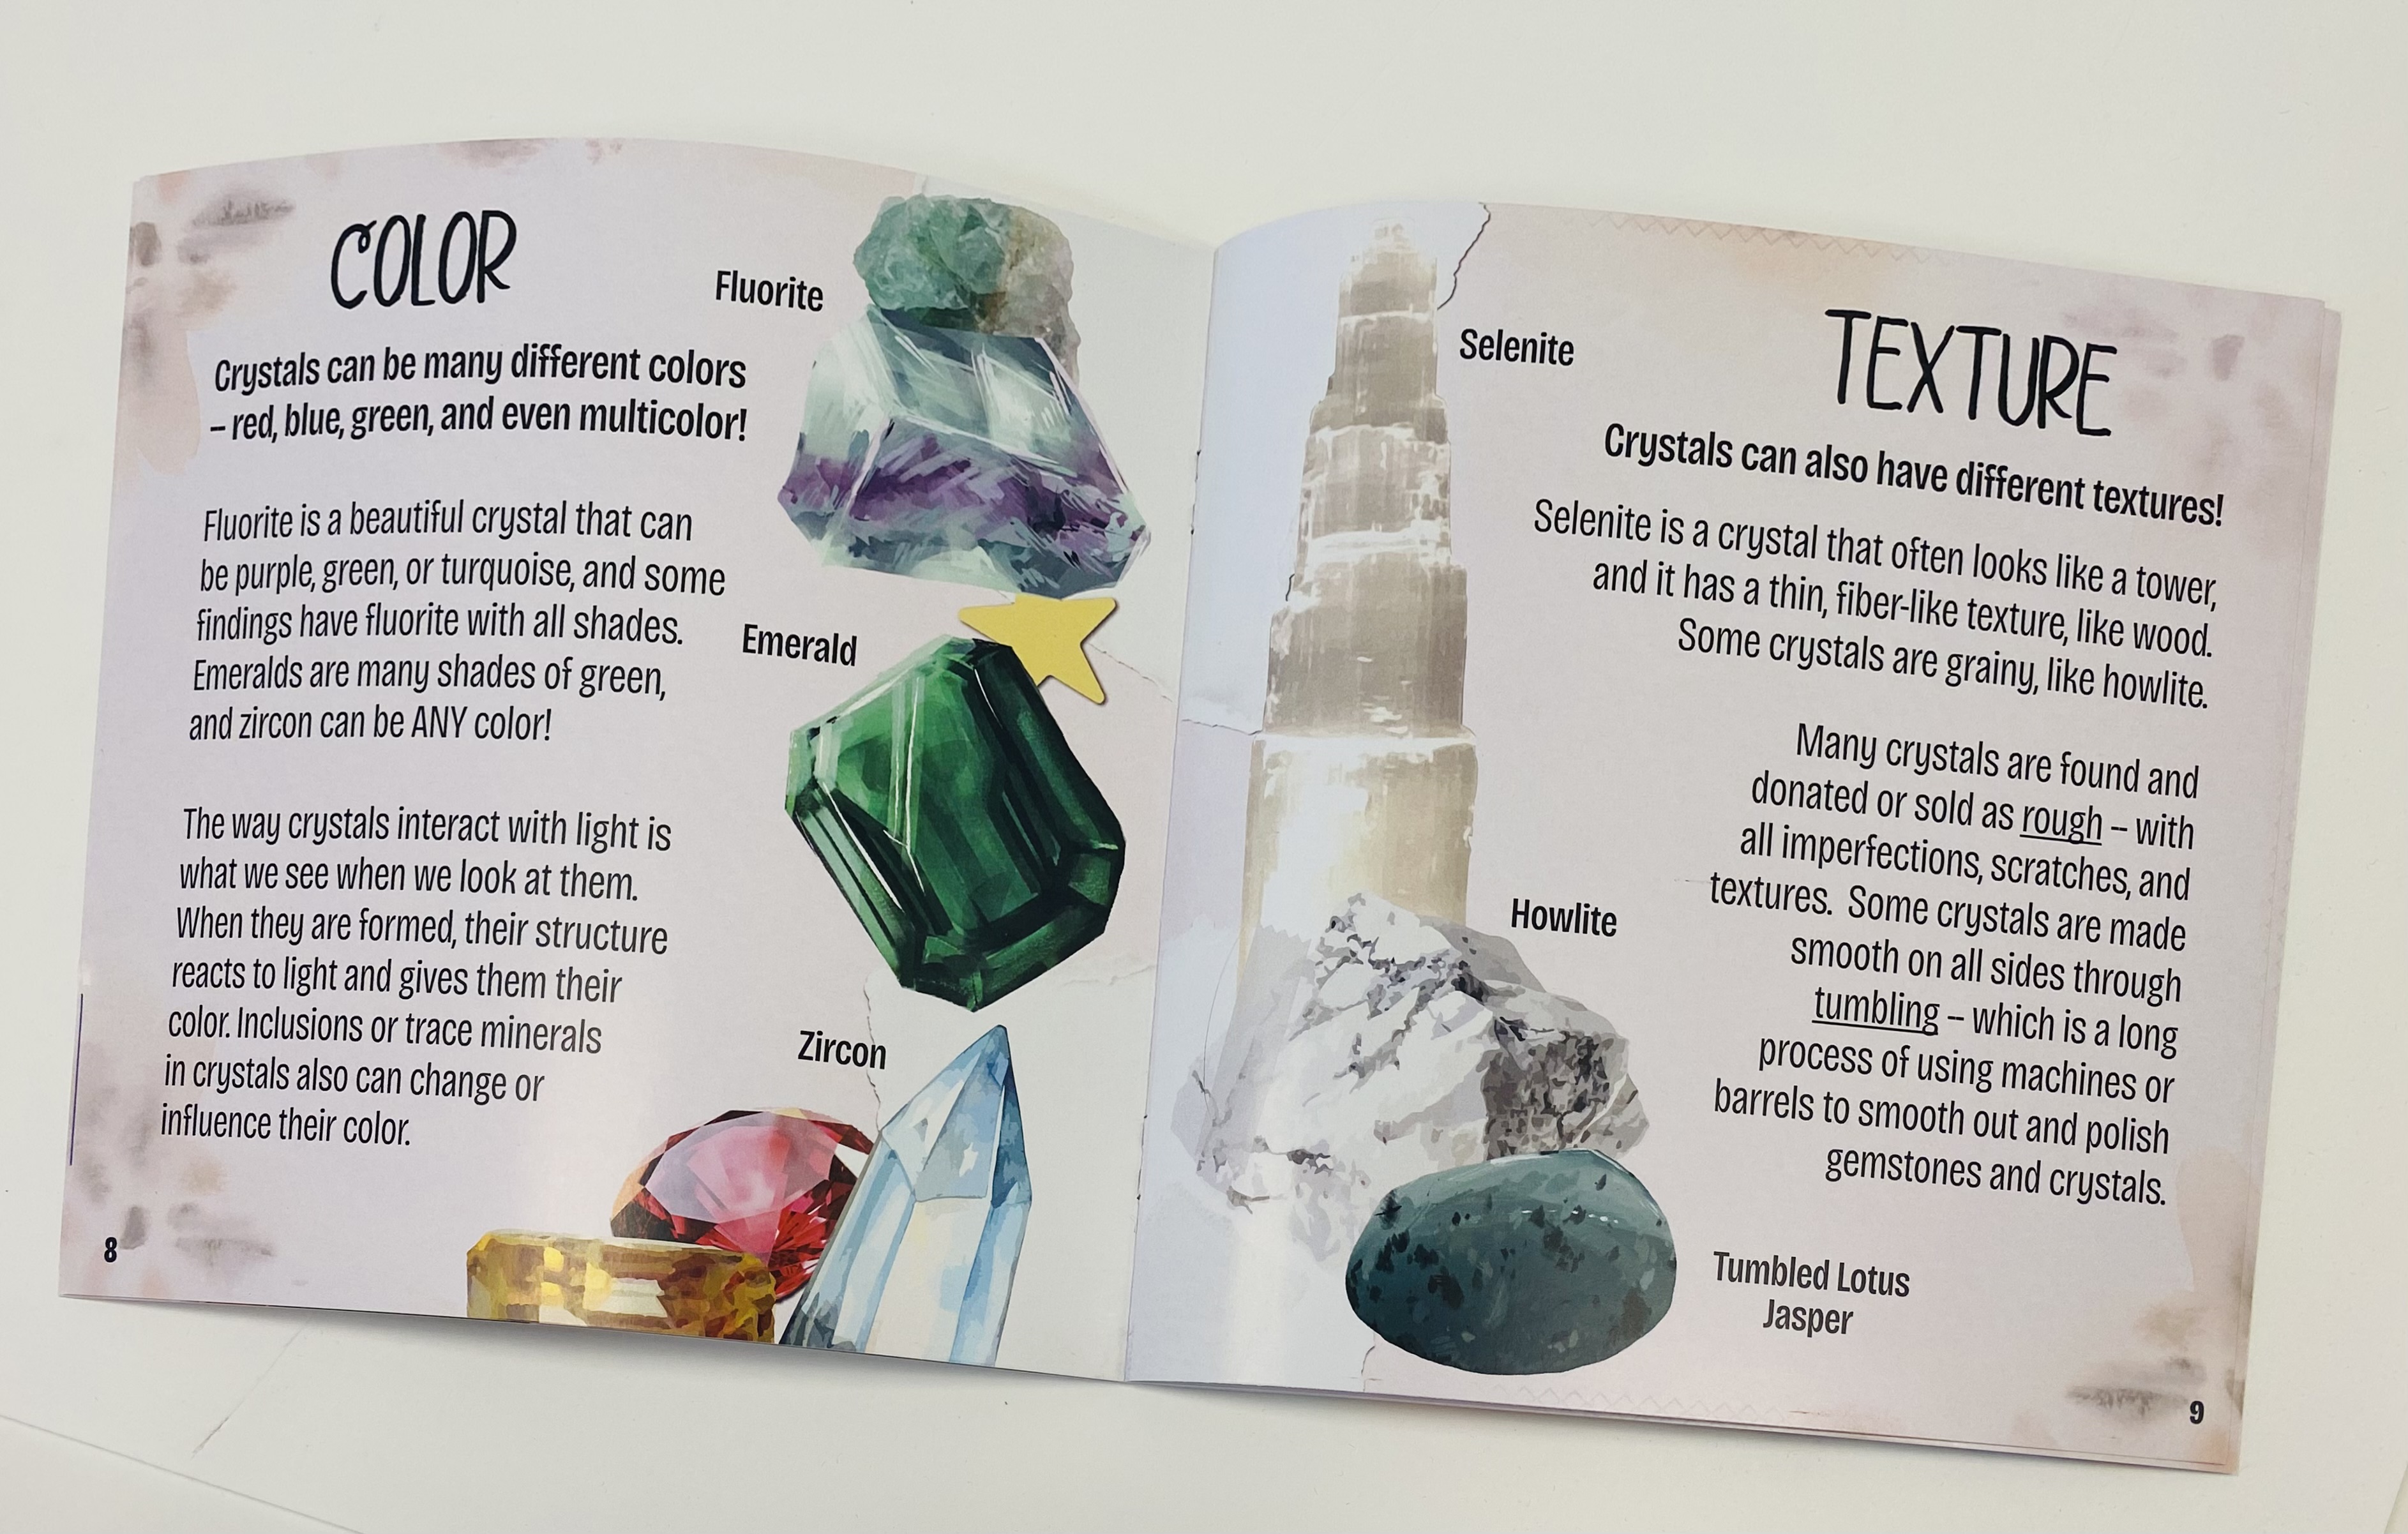 COLOR
Crystals can be many different colors
– red, blue, green, and even multicolor!
Fluorite is a beautiful crystal that can
be purple, green, or turquoise, and some
findings have fluorite with all shades.
Emeralds are many shades of green,
and zircon can be ANY color!
The way crystals interact with light is
what we see when we look at them.
When they are formed, their structure
reacts to light and gives them their
color. Inclusions or trace minerals
in crystals also can change or
influence their color.
Fluorite
Emerald
Zircon
8
TEXTURE
Crystals can also have different textures!
Selenite is a crystal that often looks like a tower,
and it has a thin, fiber-like texture, like wood.
Some crystals are grainy, like howlite.
Many crystals are found and
donated or sold as rough – with
all imperfections, scratches, and
textures. Some crystals are made
smooth on all sides through
tumbling – which is a long
process of using machines or
barrels to smooth out and polish
gemstones and crystals.
Selenite
Howlite
Tumbled Lotus
Jasper
9